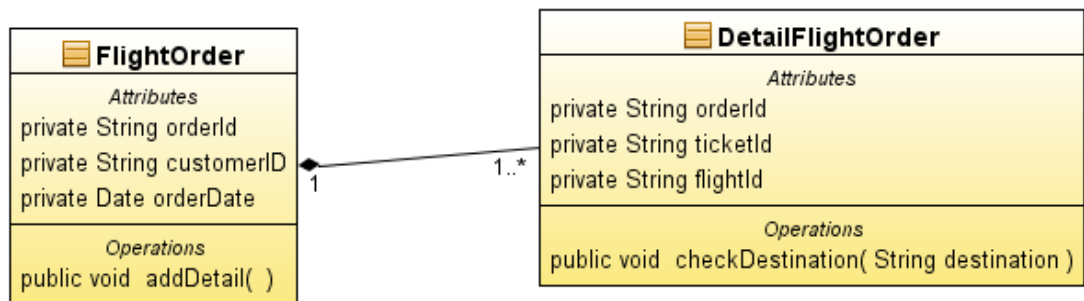 FlightOrder
Attributes
private String orderId
private String customerID
private Date orderDate
Operations
public void addDetail( )
1
1..*
DetailFlightOrder
Attributes
private String orderId
private String ticketId
private String flightId
Operations
public void checkDestination( String destination )